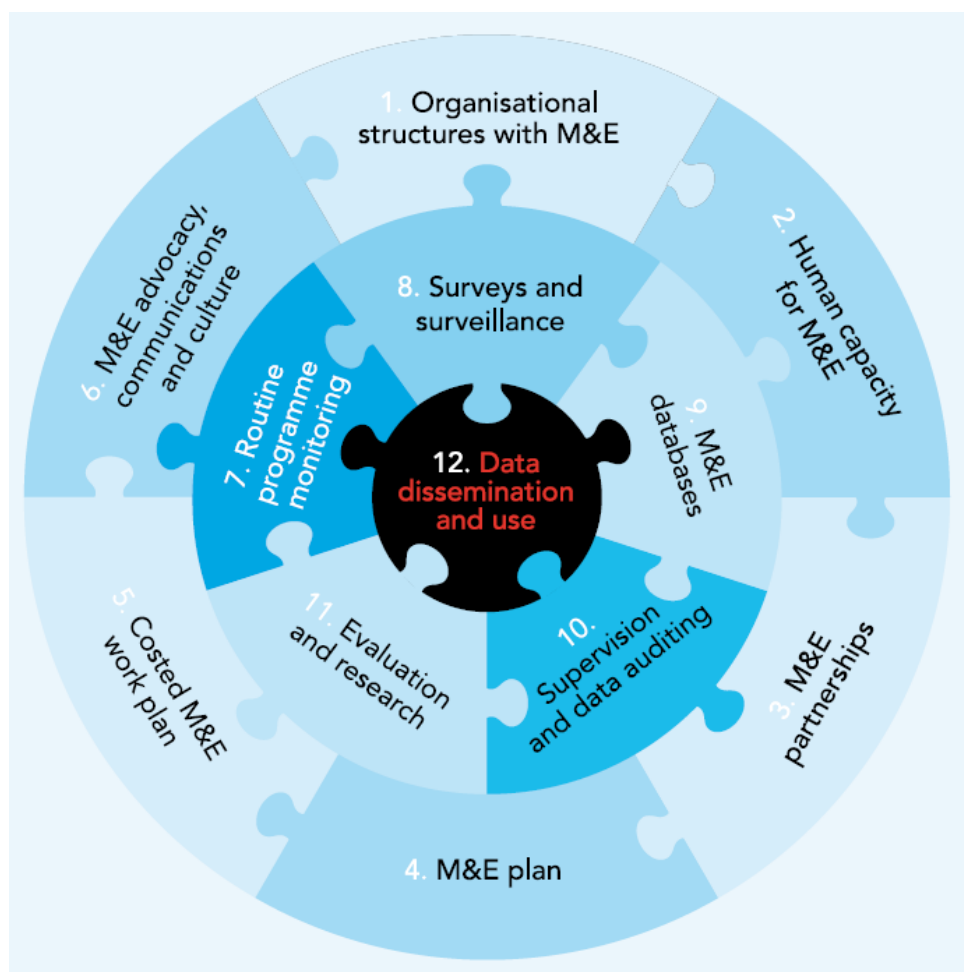 1. Organisational
structures with M&E
2. Human capacity
for M&E
3. M&E
partnerships
4. M&E plan
5. Costed M&E
work plan
6. M&E advocacy,
communications
and culture
7. Routine
programme
monitoring
8. Surveys and
surveillance
9. M&E
databases
10.
Supervision
and data auditing
11. Evaluation
and research
12. Data
dissemination
and use